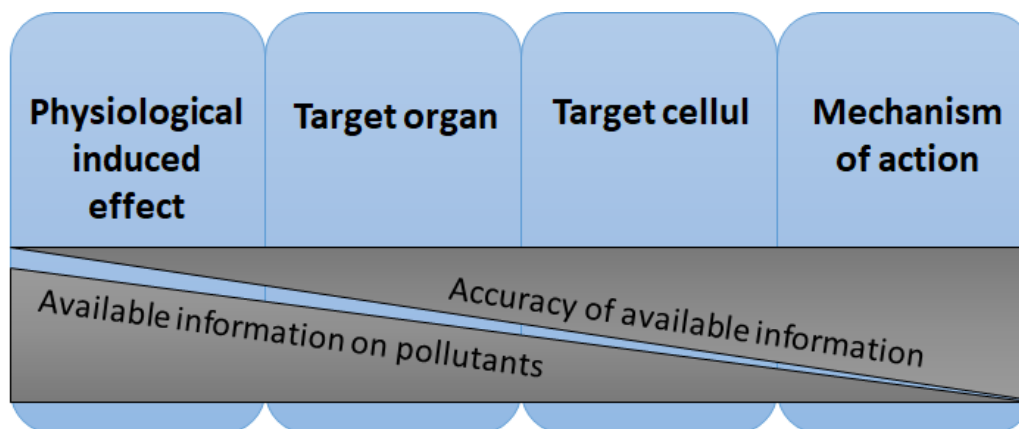 Physiological
induced
effect
Target organ
Target cellul
Mechanism
of action
Accuracy of available information
Available information on pollutants